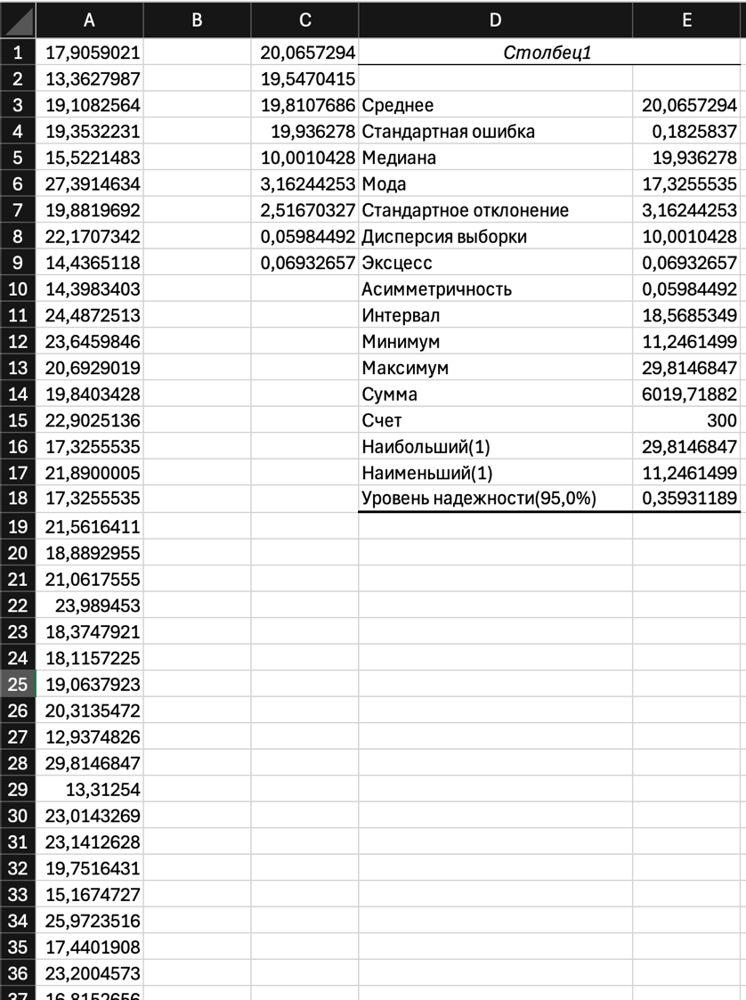 A B C D E
1 17,9059021 20,0657294 Столбец1
2 13,3627987 19,5470415
3 19,1082564 19,8107686 Среднее 20,0657294
4 19,3532231 19,936278 Стандартная ошибка 0,1825837
5 15,5221483 10,0010428 Медиана 19,936278
6 27,3914634 3,16244253 Мода 17,3255535
7 19,8819692 2,51670327 Стандартное отклонение 3,16244253
8 22,1707342 0,05984492 Дисперсия выборки 10,0010428
9 14,4365118 0,06932657 Эксцесс 0,06932657
10 14,3983403 Асимметричность 0,05984492
11 24,4872513 Интервал 18,5685349
12 23,6459846 Минимум 11,2461499
13 20,6929019 Максимум 29,8146847
14 19,8403428 Сумма 6019,71882
15 22,9025136 Счет 300
16 17,3255535 Наибольший(1) 29,8146847
17 21,8900005 Наименьший(1) 11,2461499
18 17,3255535 Уровень надежности(95,0%) 0,35931189
19 21,5616411
20 18,8892955
21 21,0617555
22 23,989453
23 18,3747921
24 18,1157225
25 19,0637923
26 20,3135472
27 12,9374826
28 29,8146847
29 13,31254
30 23,0143269
31 23,1412628
32 19,7516431
33 15,1674727
34 25,9723516
35 17,4401908
36 23,2004573
37 16,8152656